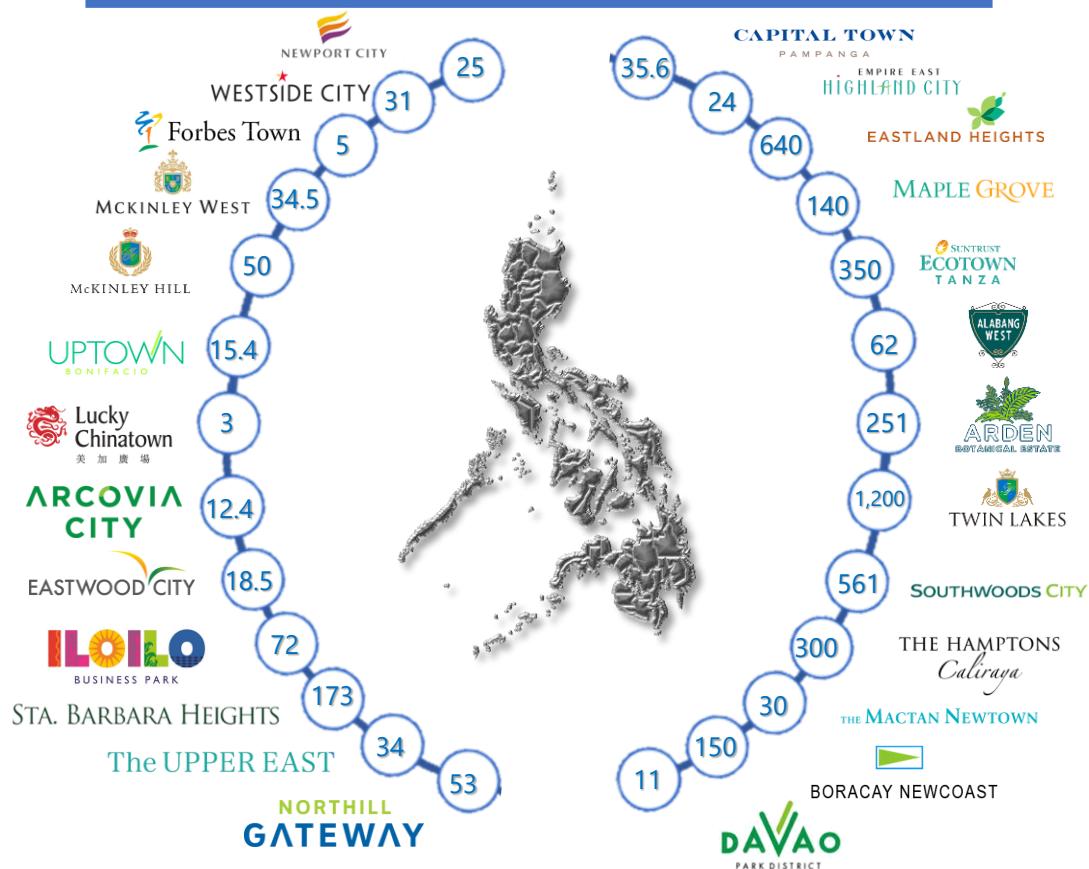 NEWPORT CITY
25
WESTSIDE CITY
31
Forbes Town
5
MCKINLEY WEST
34.5
MCKINLEY HILL
50
UPTOWN
BONIFACIO
15.4
Lucky
Chinatown
美加廣場
3
ARCOVIA
CITY
12.4
EASTWOOD CITY
18.5
ILOILO
BUSINESS PARK
72
STA. BARBARA HEIGHTS
173
The UPPER EAST
34
NORTHILL
GATEWAY
53
CAPITAL TOWN
PAMPANGA
35.6
EMPIRE EAST
HIGHLAND CITY
24
EASTLAND HEIGHTS
640
MAPLE GROVE
140
SUNTRUST
ECOTOWN
TANZA
350
ALABANG
WEST
62
ARDEN
BOTANICAL ESTATE
251
TWIN LAKES
1,200
SOUTHWOODS CITY
561
THE HAMPTONS
Caliraya
300
THE MACTAN NEWTOWN
30
BORACAY NEWCOAST
150
DAVAO
PARK DISTRICT
11